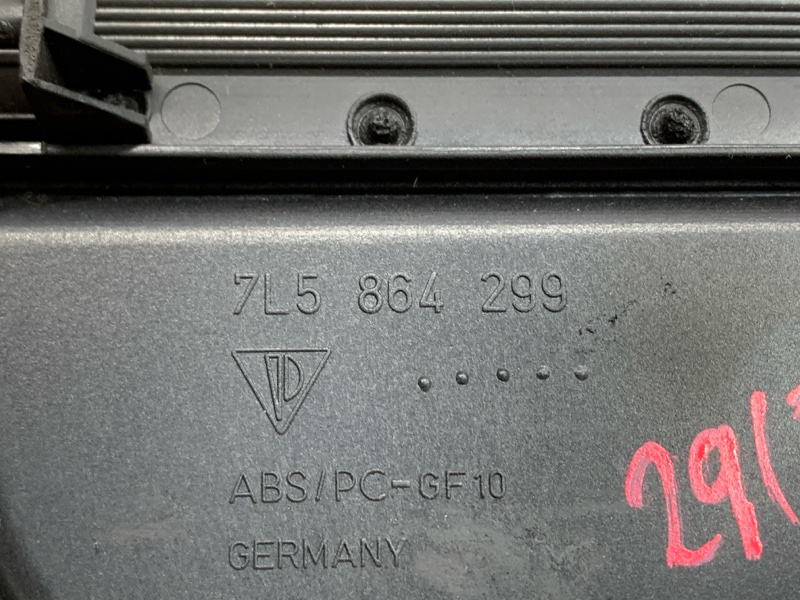 7L5 864 299
ABS/PC-GF10
GERMANY